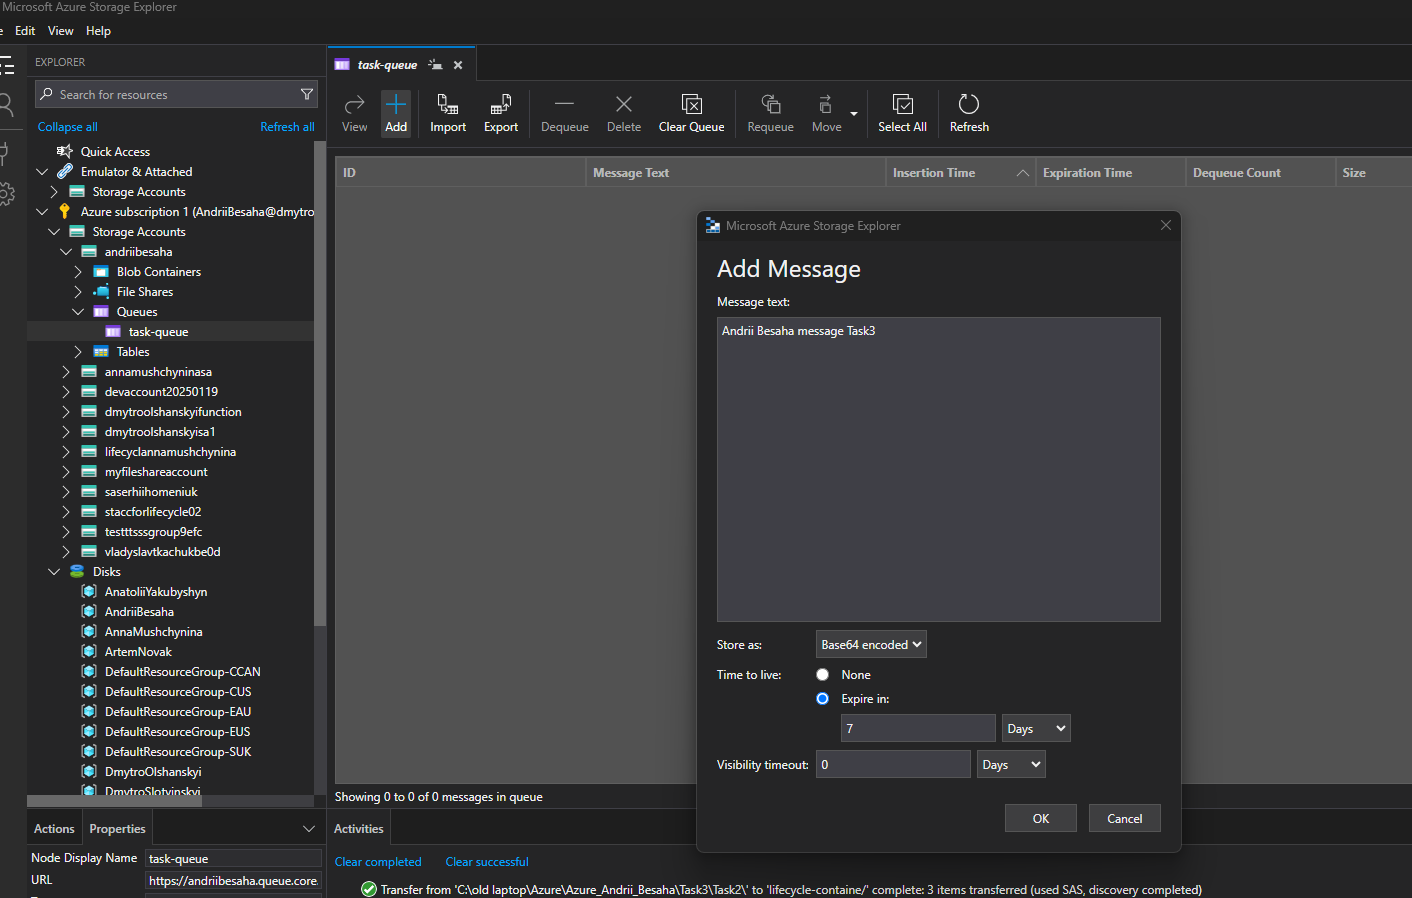 Microsoft Azure Storage Explorer
Edit View Help
EXPLORER
Search for resources
Collapse all Refresh all
Quick Access
Emulator & Attached
Storage Accounts
Azure subscription 1 (AndriiBesaha@dmytro
Storage Accounts
andriibesaha
Blob Containers
File Shares
Queues
task-queue
Tables
annamushchyninasa
devaccount20250119
dmytroolshanskyifunction
dmytroolshanskyisa1
lifecyclannamushchynina
myfileshareaccount
saserhiihomeniuk
staccforlifecycle02
testttsssgroup9efc
vladyslavtkachukbe0d
Disks
AnatoliiYakubyshyn
AndriiBesaha
AnnaMushchynina
ArtemNovak
DefaultResourceGroup-CCAN
DefaultResourceGroup-CUS
DefaultResourceGroup-EAU
DefaultResourceGroup-EUS
DefaultResourceGroup-SUK
DmytroOlshanskyi
DmytroSlotvinskyi
Actions Properties
Node Display Name task-queue
URL https://andriibesaha.queue.core.
task-queue
View Add Import Export Dequeue Delete Clear Queue Requeue Move Select All Refresh
ID Message Text Insertion Time Expiration Time Dequeue Count Size
Microsoft Azure Storage Explorer
Add Message
Message text:
Andrii Besaha message Task3
Store as: Base64 encoded
Time to live: None
Expire in:
7 Days
Visibility timeout: 0 Days
OK Cancel
Showing 0 to 0 of 0 messages in queue
Activities
Clear completed Clear successful
Transfer from 'C:\old laptop\Azure\Azure_Andrii_Besaha\Task3\Task2\' to 'lifecycle-containe/' complete: 3 items transferred (used SAS, discovery completed)